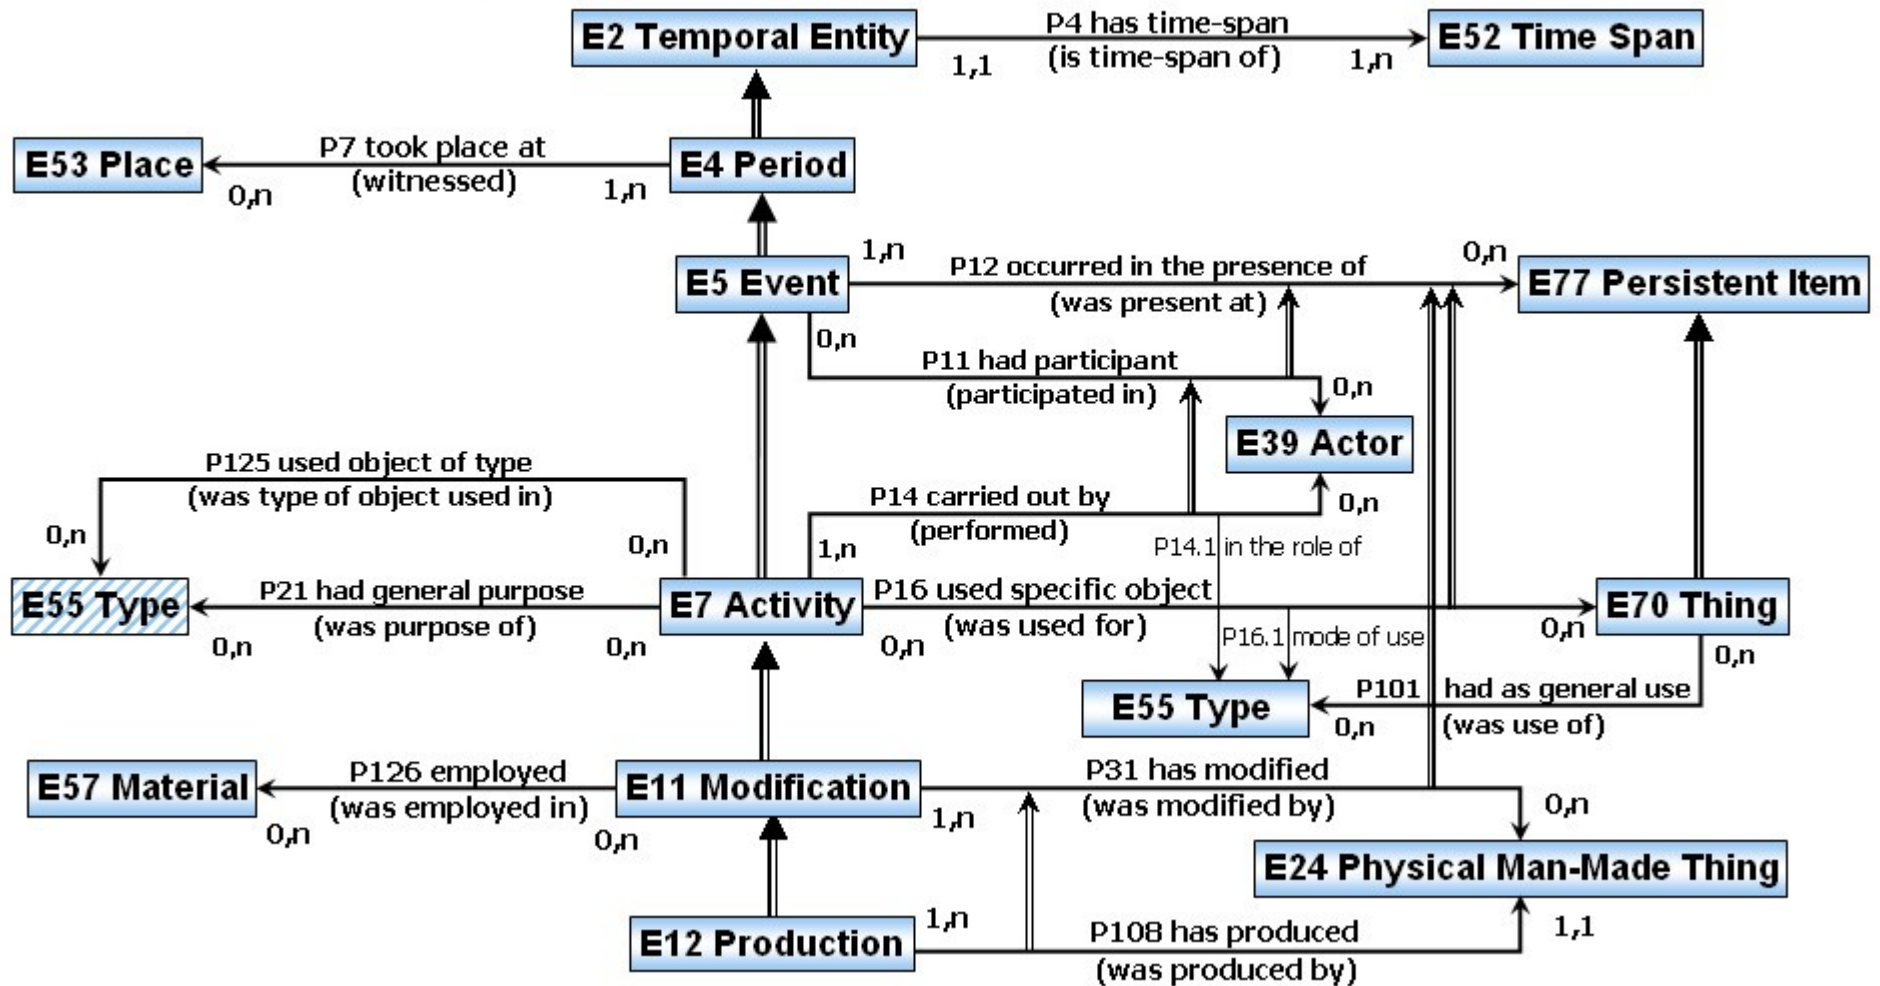 E2 Temporal Entity
P4 has time-span
(is time-span of)
1,1
1,n
E52 Time Span
E53 Place
P7 took place at
(witnessed)
0,n
1,n
E4 Period
E5 Event
1,n
P12 occurred in the presence of
(was present at)
0,n
E77 Persistent Item
0,n
P11 had participant
(participated in)
0,n
E39 Actor
P125 used object of type
(was type of object used in)
0,n
0,n
P14 carried out by
(performed)
1,n
0,n
P14.1 in the role of
E55 Type
P21 had general purpose
(was purpose of)
0,n
0,n
E7 Activity
P16 used specific object
(was used for)
0,n
0,n
E70 Thing
P16.1 mode of use
0,n
E55 Type
P101 had as general use
(was use of)
0,n
E57 Material
P126 employed
(was employed in)
0,n
0,n
E11 Modification
P31 has modified
(was modified by)
1,n
0,n
E24 Physical Man-Made Thing
E12 Production
1,n
P108 has produced
(was produced by)
1,1